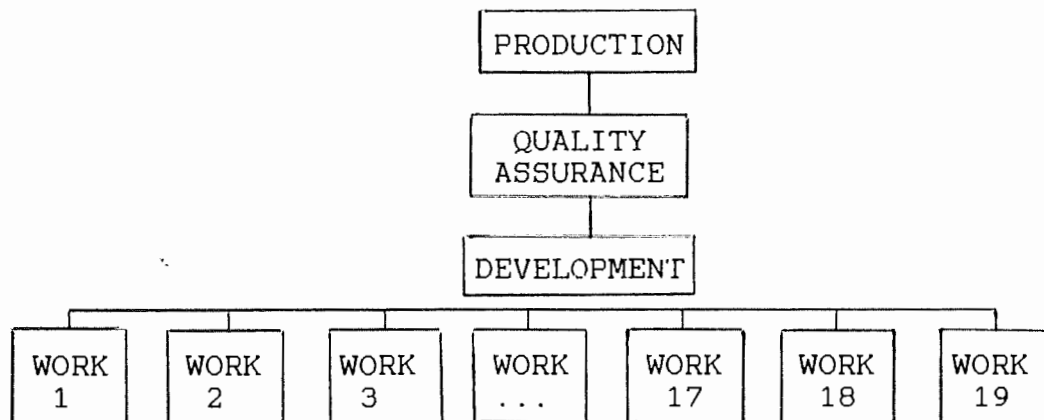 PRODUCTION
QUALITY
ASSURANCE
DEVELOPMENT
WORK
1
WORK
2
WORK
3
WORK
...
WORK
17
WORK
18
WORK
19